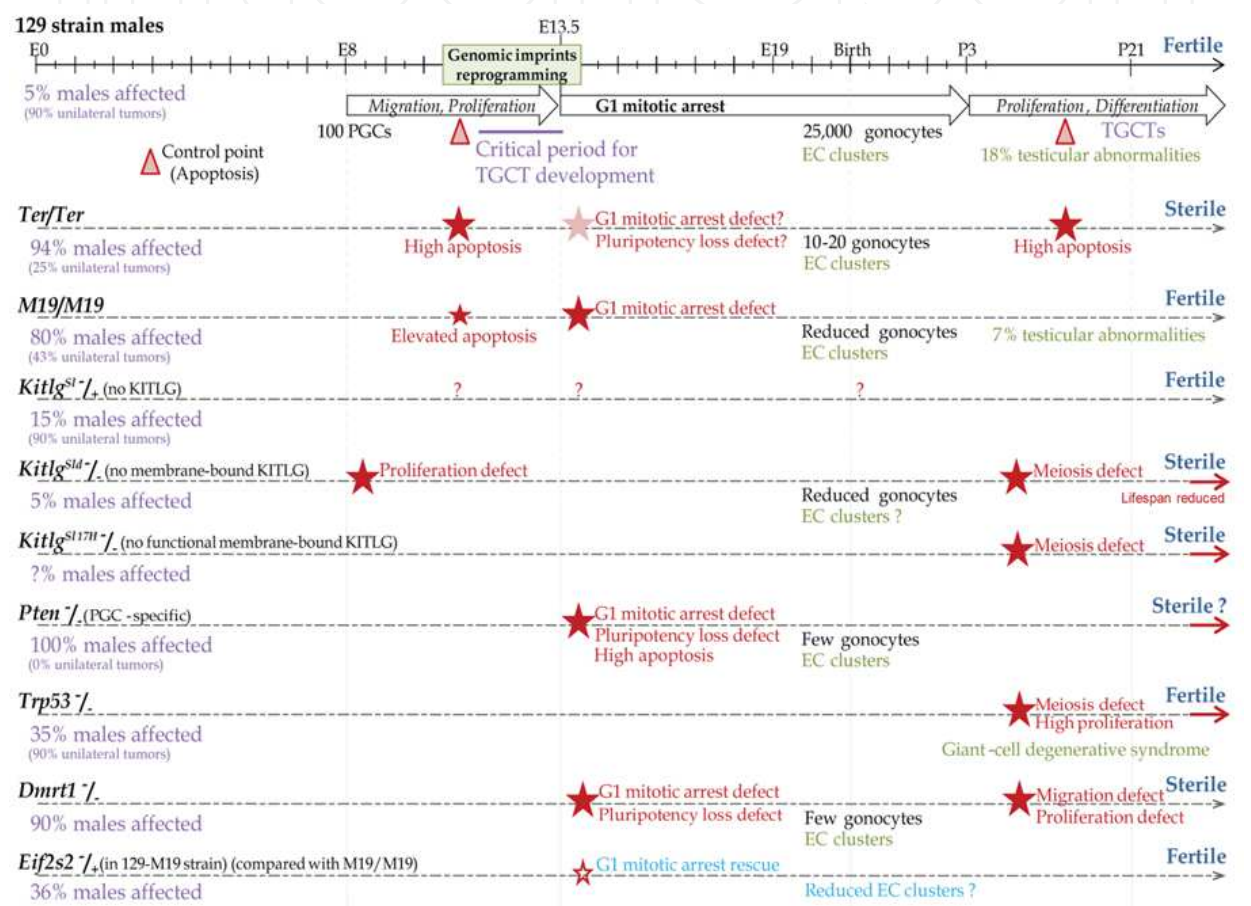 129 strain males
E13.5
E0 E8 E19 Birth P3 P21 Fertile
Genomic imprints
reprogramming
5% males affected
(90% unilateral tumors)
Migration, Proliferation G1 mitotic arrest Proliferation, Differentiation
100 PGCs 25,000 gonocytes TGCTs
Control point
(Apoptosis)
Critical period for
TGCT development
EC clusters 18% testicular abnormalities
Ter/Ter Sterile
G1 mitotic arrest defect?
94% males affected High apoptosis Pluripotency loss defect? 10-20 gonocytes High apoptosis
(25% unilateral tumors) EC clusters
M19/M19 Fertile
G1 mitotic arrest defect
80% males affected Elevated apoptosis Reduced gonocytes 7% testicular abnormalities
(43% unilateral tumors) EC clusters
Kitlg^Sl-/+ (no KITLG) ? ? ? Fertile
15% males affected
(90% unilateral tumors)
Kitlg^Sld-/- (no membrane-bound KITLG) Proliferation defect Meiosis defect Sterile
5% males affected Reduced gonocytes Lifespan reduced
EC clusters ?
Kitlg^Sl17H-/- (no functional membrane-bound KITLG) Meiosis defect Sterile
?% males affected
Pten -/- (PGC -specific) G1 mitotic arrest defect Sterile ?
100% males affected Pluripotency loss defect Few gonocytes
(0% unilateral tumors) High apoptosis EC clusters
Trp53 -/- Meiosis defect Fertile
35% males affected High proliferation
(90% unilateral tumors) Giant-cell degenerative syndrome
Dmrt1 -/- G1 mitotic arrest defect Migration defect Sterile
90% males affected Pluripotency loss defect Few gonocytes Proliferation defect
EC clusters
Eif2s2 -/+ (in 129-M19 strain) (compared with M19/M19) G1 mitotic arrest rescue Fertile
36% males affected Reduced EC clusters ?